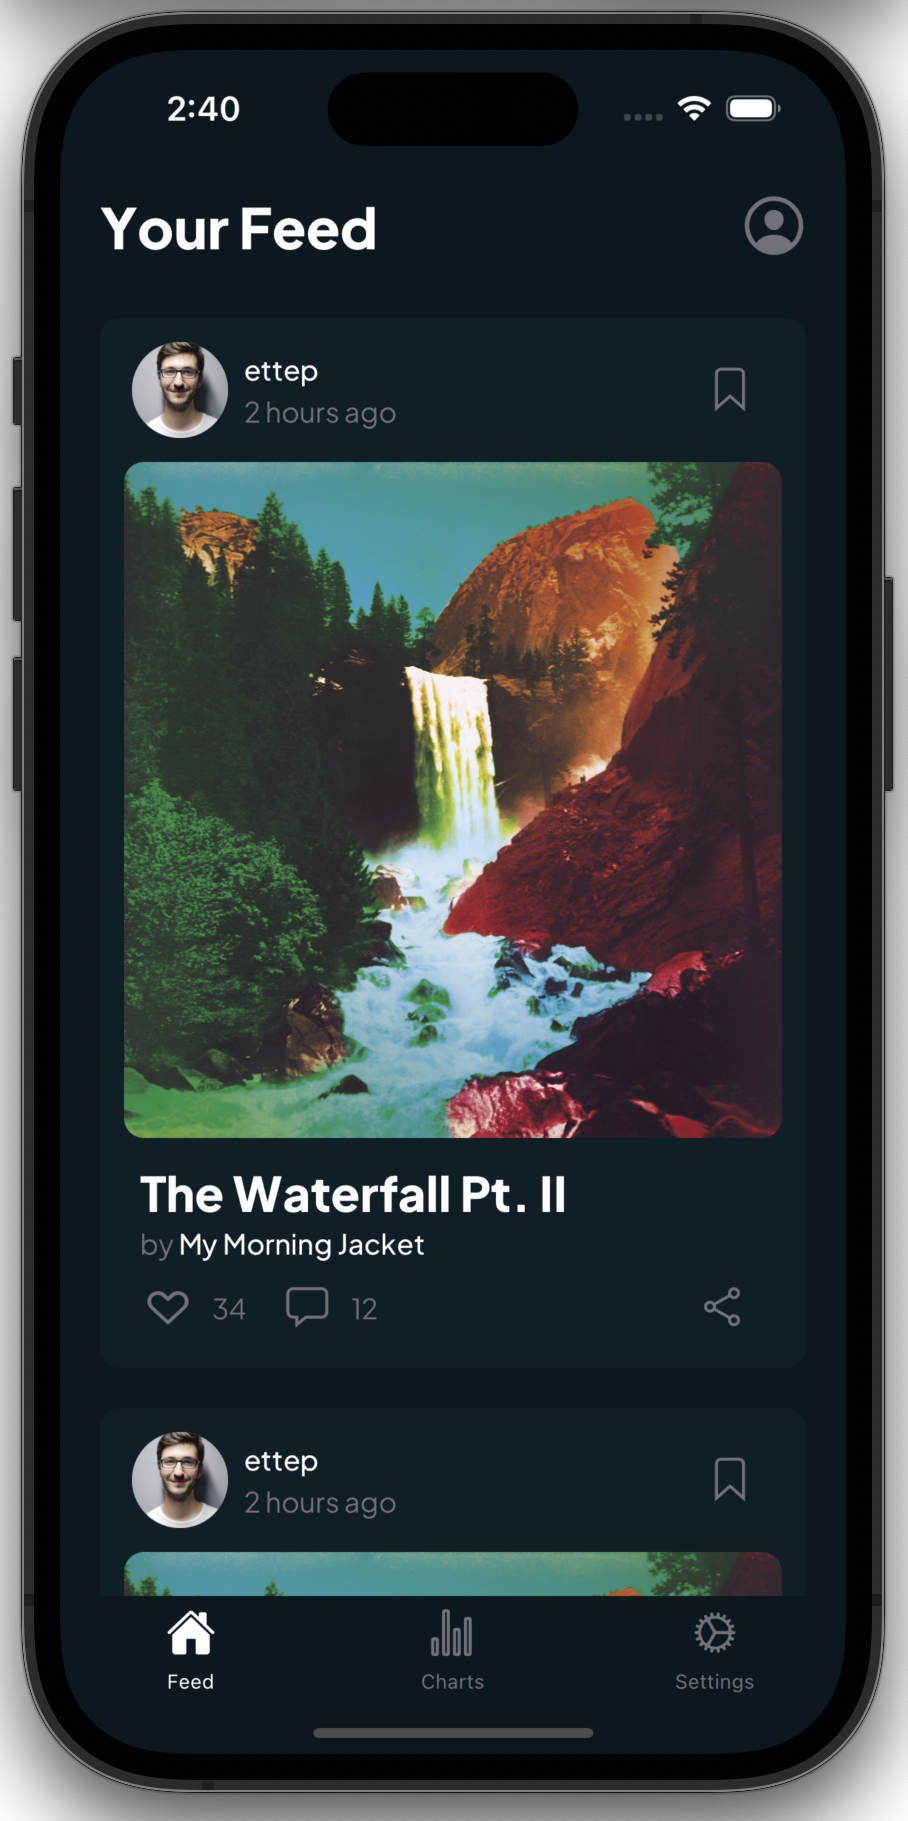 2:40
Your Feed
ettep
2 hours ago
The Waterfall Pt. II
by My Morning Jacket
34 12
ettep
2 hours ago
Feed Charts Settings